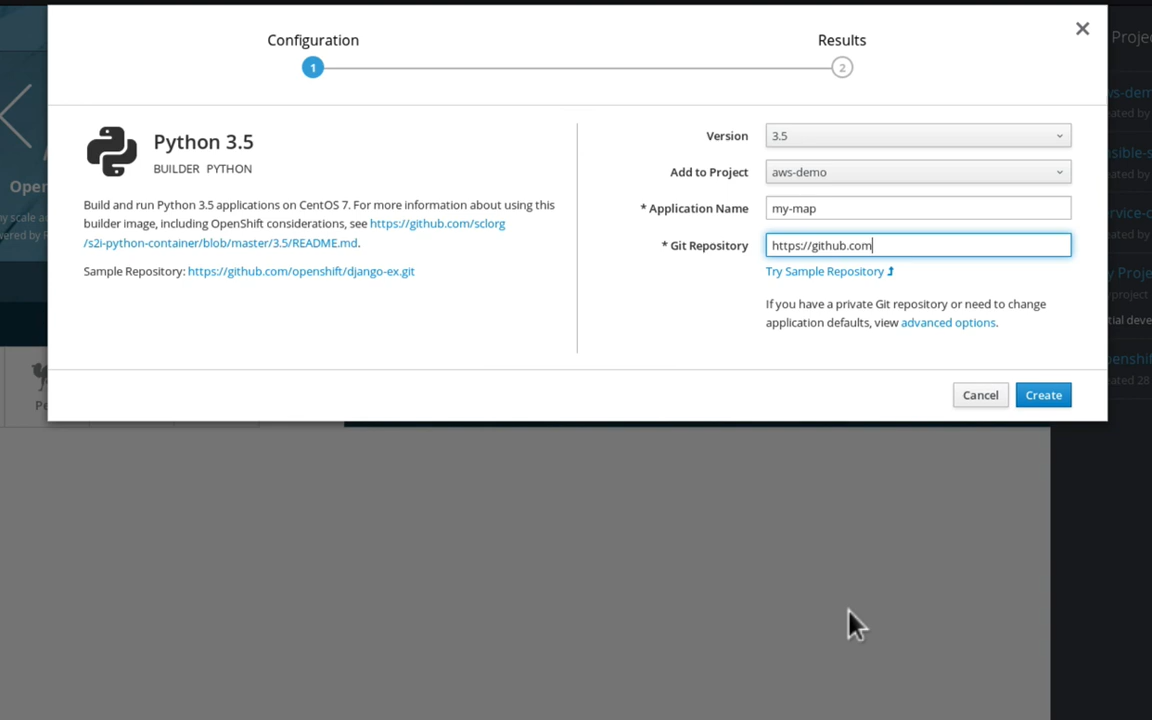 Configuration
Results
1
2
Python 3.5
BUILDER PYTHON
Build and run Python 3.5 applications on CentOS 7. For more information about using this
builder image, including OpenShift considerations, see https://github.com/sclorg
/s2i-python-container/blob/master/3.5/README.md.
Sample Repository: https://github.com/openshift/django-ex.git
Version
3.5
Add to Project
aws-demo
* Application Name
my-map
* Git Repository
https://github.com
Try Sample Repository
If you have a private Git repository or need to change
application defaults, view advanced options.
Cancel
Create